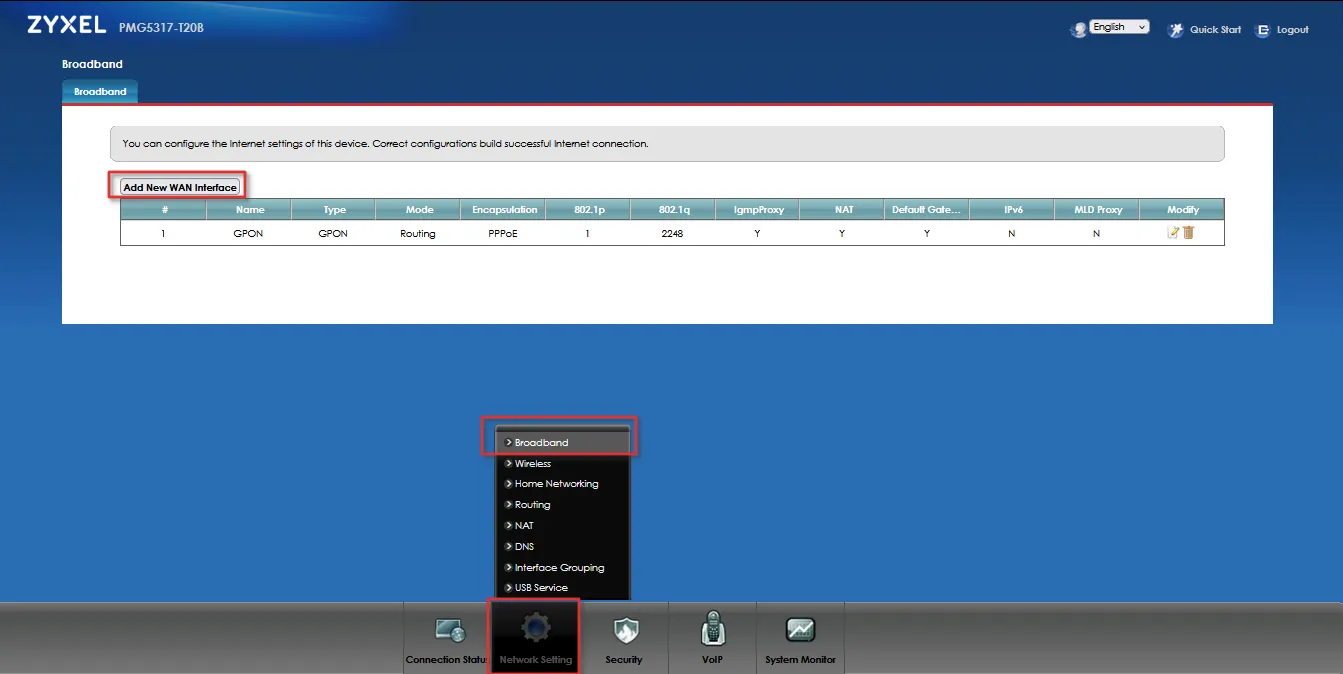 ZYXEL PMG5317-T20B English Quick Start Logout
Broadband
Broadband
You can configure the Internet settings of this device. Correct configurations build successful Internet connection.
Add New WAN Interface
# Name Type Mode Encapsulation 802.1p 802.1q IgmpProxy NAT Default Gate... IPv6 MLD Proxy Modify
1 GPON GPON Routing PPPoE 1 2248 Y Y Y N N
Broadband
Wireless
Home Networking
Routing
NAT
DNS
Interface Grouping
USB Service
Connection Status Network Setting Security VoIP System Monitor